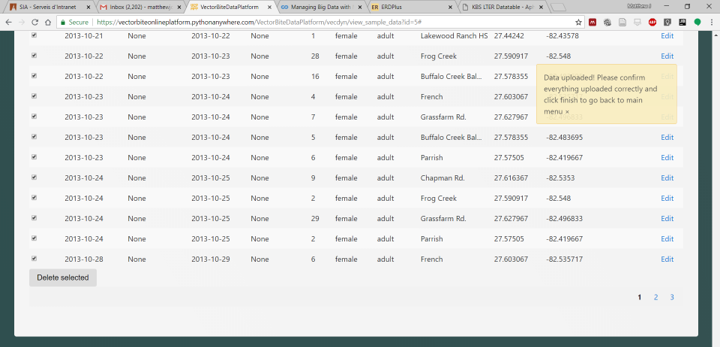 SIA - Serveis d'Intranet
Inbox (2,202) - matthew
VectorBiteDataPlatform
Managing Big Data with
ERDPlus
KBS LTER Datatable - Ap
Secure https://vectorbiteonlineplatform.pythonanywhere.com/VectorBiteDataPlatform/vecdyn/view_sample_data?id=5#
2013-10-21 None 2013-10-22 None 1 female adult Lakewood Ranch HS 27.44242 -82.43578 Edit
2013-10-22 None 2013-10-23 None 28 female adult Frog Creek 27.590917 -82.548 Edit
2013-10-22 None 2013-10-23 None 16 female adult Buffalo Creek Bal... 27.578355
2013-10-23 None 2013-10-24 None 4 female adult French 27.603067
2013-10-23 None 2013-10-24 None 7 female adult Grassfarm Rd. 27.627967
Data uploaded! Please confirm
everything uploaded correctly and
click finish to go back to main
menu ×
2013-10-23 None 2013-10-24 None 5 female adult Buffalo Creek Bal... 27.578355 -82.483695 Edit
2013-10-23 None 2013-10-24 None 6 female adult Parrish 27.57505 -82.419667 Edit
2013-10-24 None 2013-10-25 None 9 female adult Chapman Rd. 27.616367 -82.5353 Edit
2013-10-24 None 2013-10-25 None 2 female adult Frog Creek 27.590917 -82.548 Edit
2013-10-24 None 2013-10-25 None 29 female adult Grassfarm Rd. 27.627967 -82.496833 Edit
2013-10-24 None 2013-10-25 None 2 female adult Parrish 27.57505 -82.419667 Edit
2013-10-28 None 2013-10-29 None 6 female adult French 27.603067 -82.535717 Edit
Delete selected
1 2 3